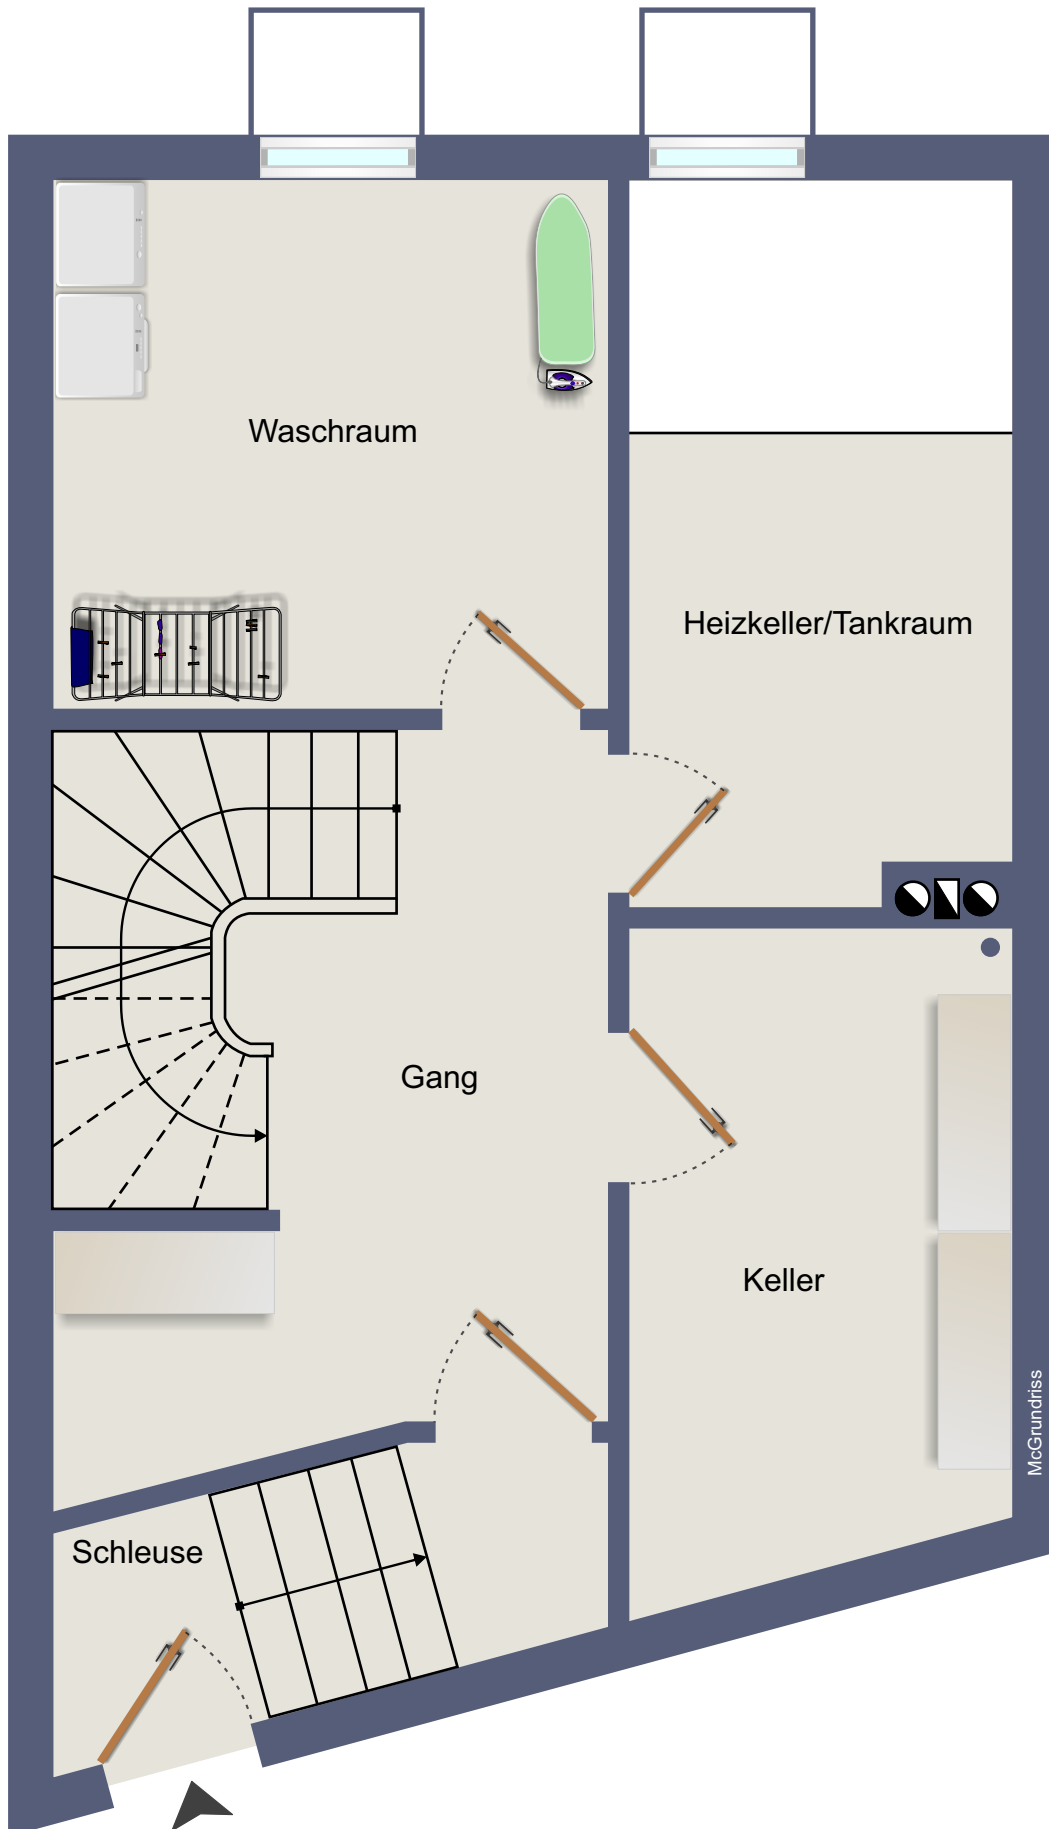 Waschraum
Heizkeller/Tankraum
Gang
Keller
McGrundriss
Schleuse